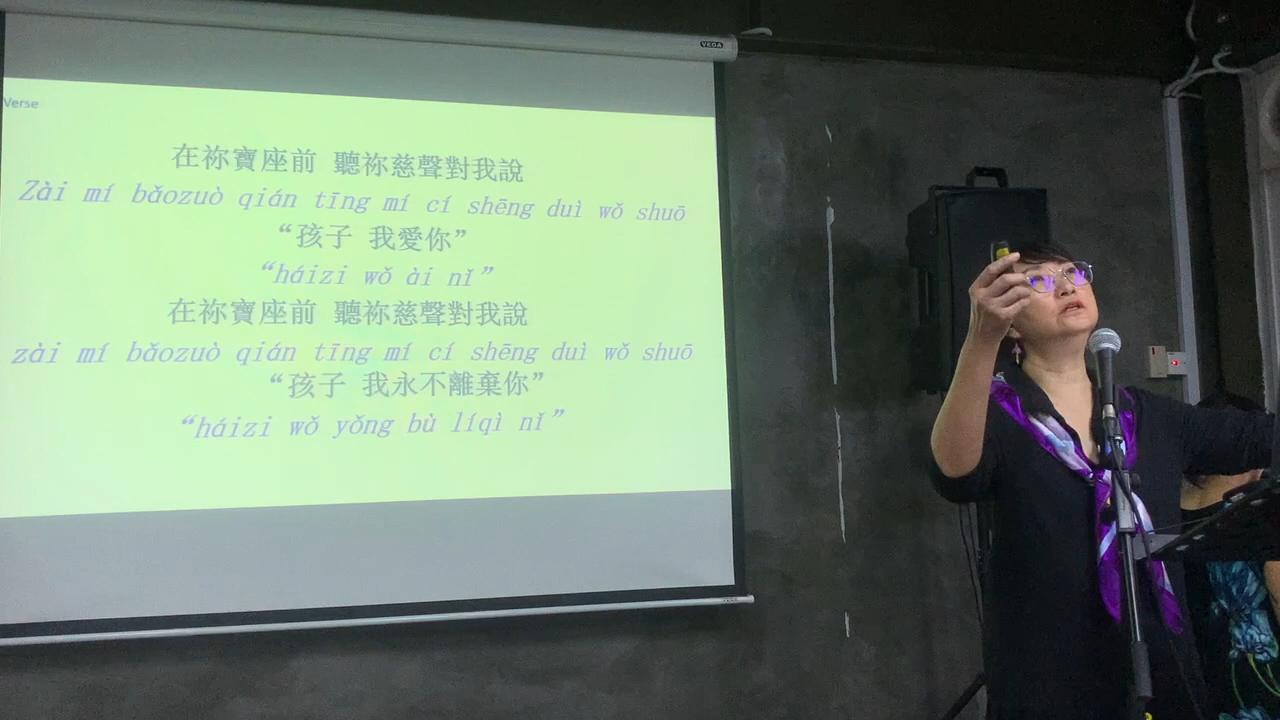 VEGA
Verse
在祢寶座前 聽祢慈聲對我說
Zài mí bǎozuò qián tīng mí cí shēng duì wǒ shuō
“孩子 我愛你”
“háizi wǒ ài nǐ”
在祢寶座前 聽祢慈聲對我說
zài mí bǎozuò qián tīng mí cí shēng duì wǒ shuō
“孩子 我永不離棄你”
“háizi wǒ yǒng bù líqì nǐ”